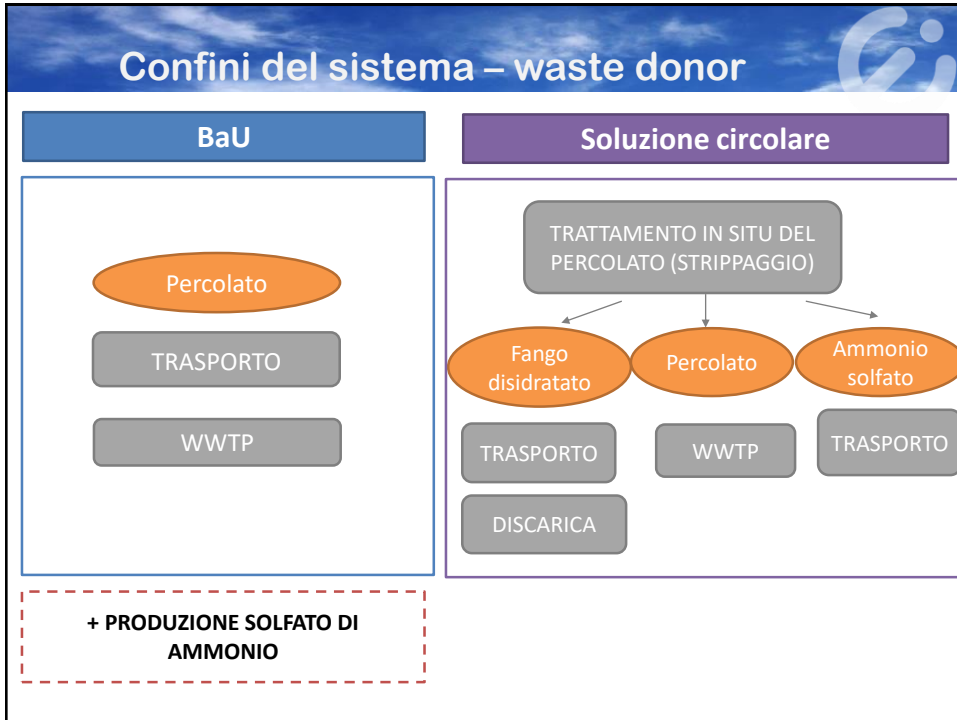 Confini del sistema – waste donor
BaU
Percolato
TRASPORTO
WWTP
+ PRODUZIONE SOLFATO DI
AMMONIO
Soluzione circolare
TRATTAMENTO IN SITU DEL
PERCOLATO (STRIPPAGGIO)
Fango
disidratato
TRASPORTO
DISCARICA
Percolato
WWTP
Ammonio
solfato
TRASPORTO